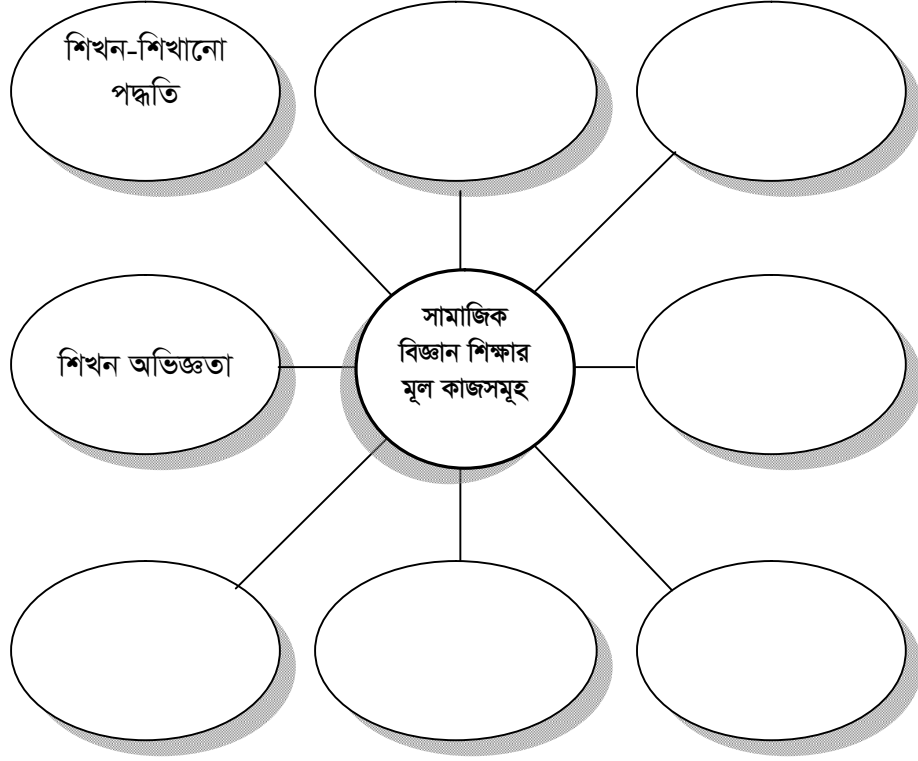 শিখন-শিখানো
পদ্ধতি
সামাজিক
বিজ্ঞান শিক্ষার
মূল কাজসমূহ
শিখন অভিজ্ঞতা